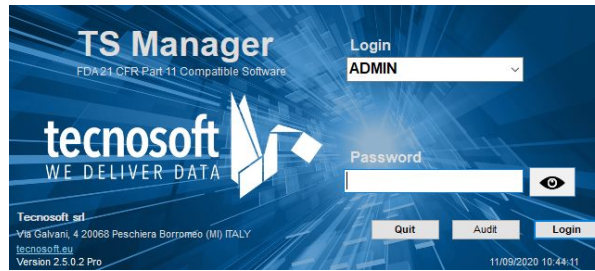 TS Manager
FDA 21 CFR Part 11 Compatible Software
tecnosoft
WE DELIVER DATA
Tecnosoft srl
Via Galvani, 4 20068 Peschiera Borromeo (MI) ITALY
tecnosoft.eu
Version 2.5.0.2 Pro
Login
ADMIN
Password
Quit
Audit
Login
11/09/2020 10:44:11